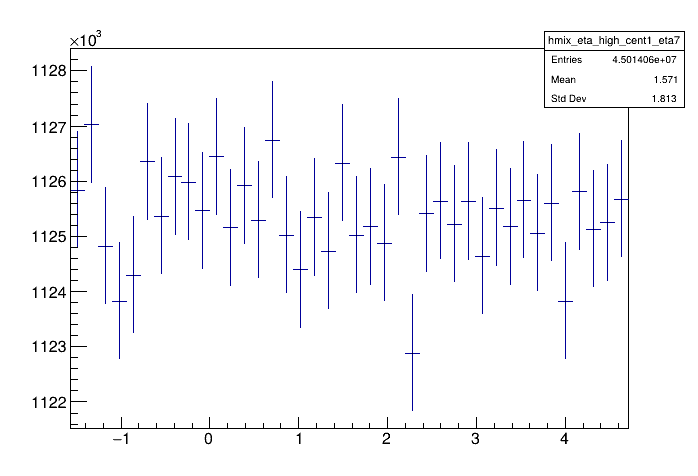 ×10³
hmix_eta_high_cent1_eta7
Entries 4.501406e+07
Mean 1.571
Std Dev 1.813
1128
1127
1126
1125
1124
1123
1122
−1 0 1 2 3 4